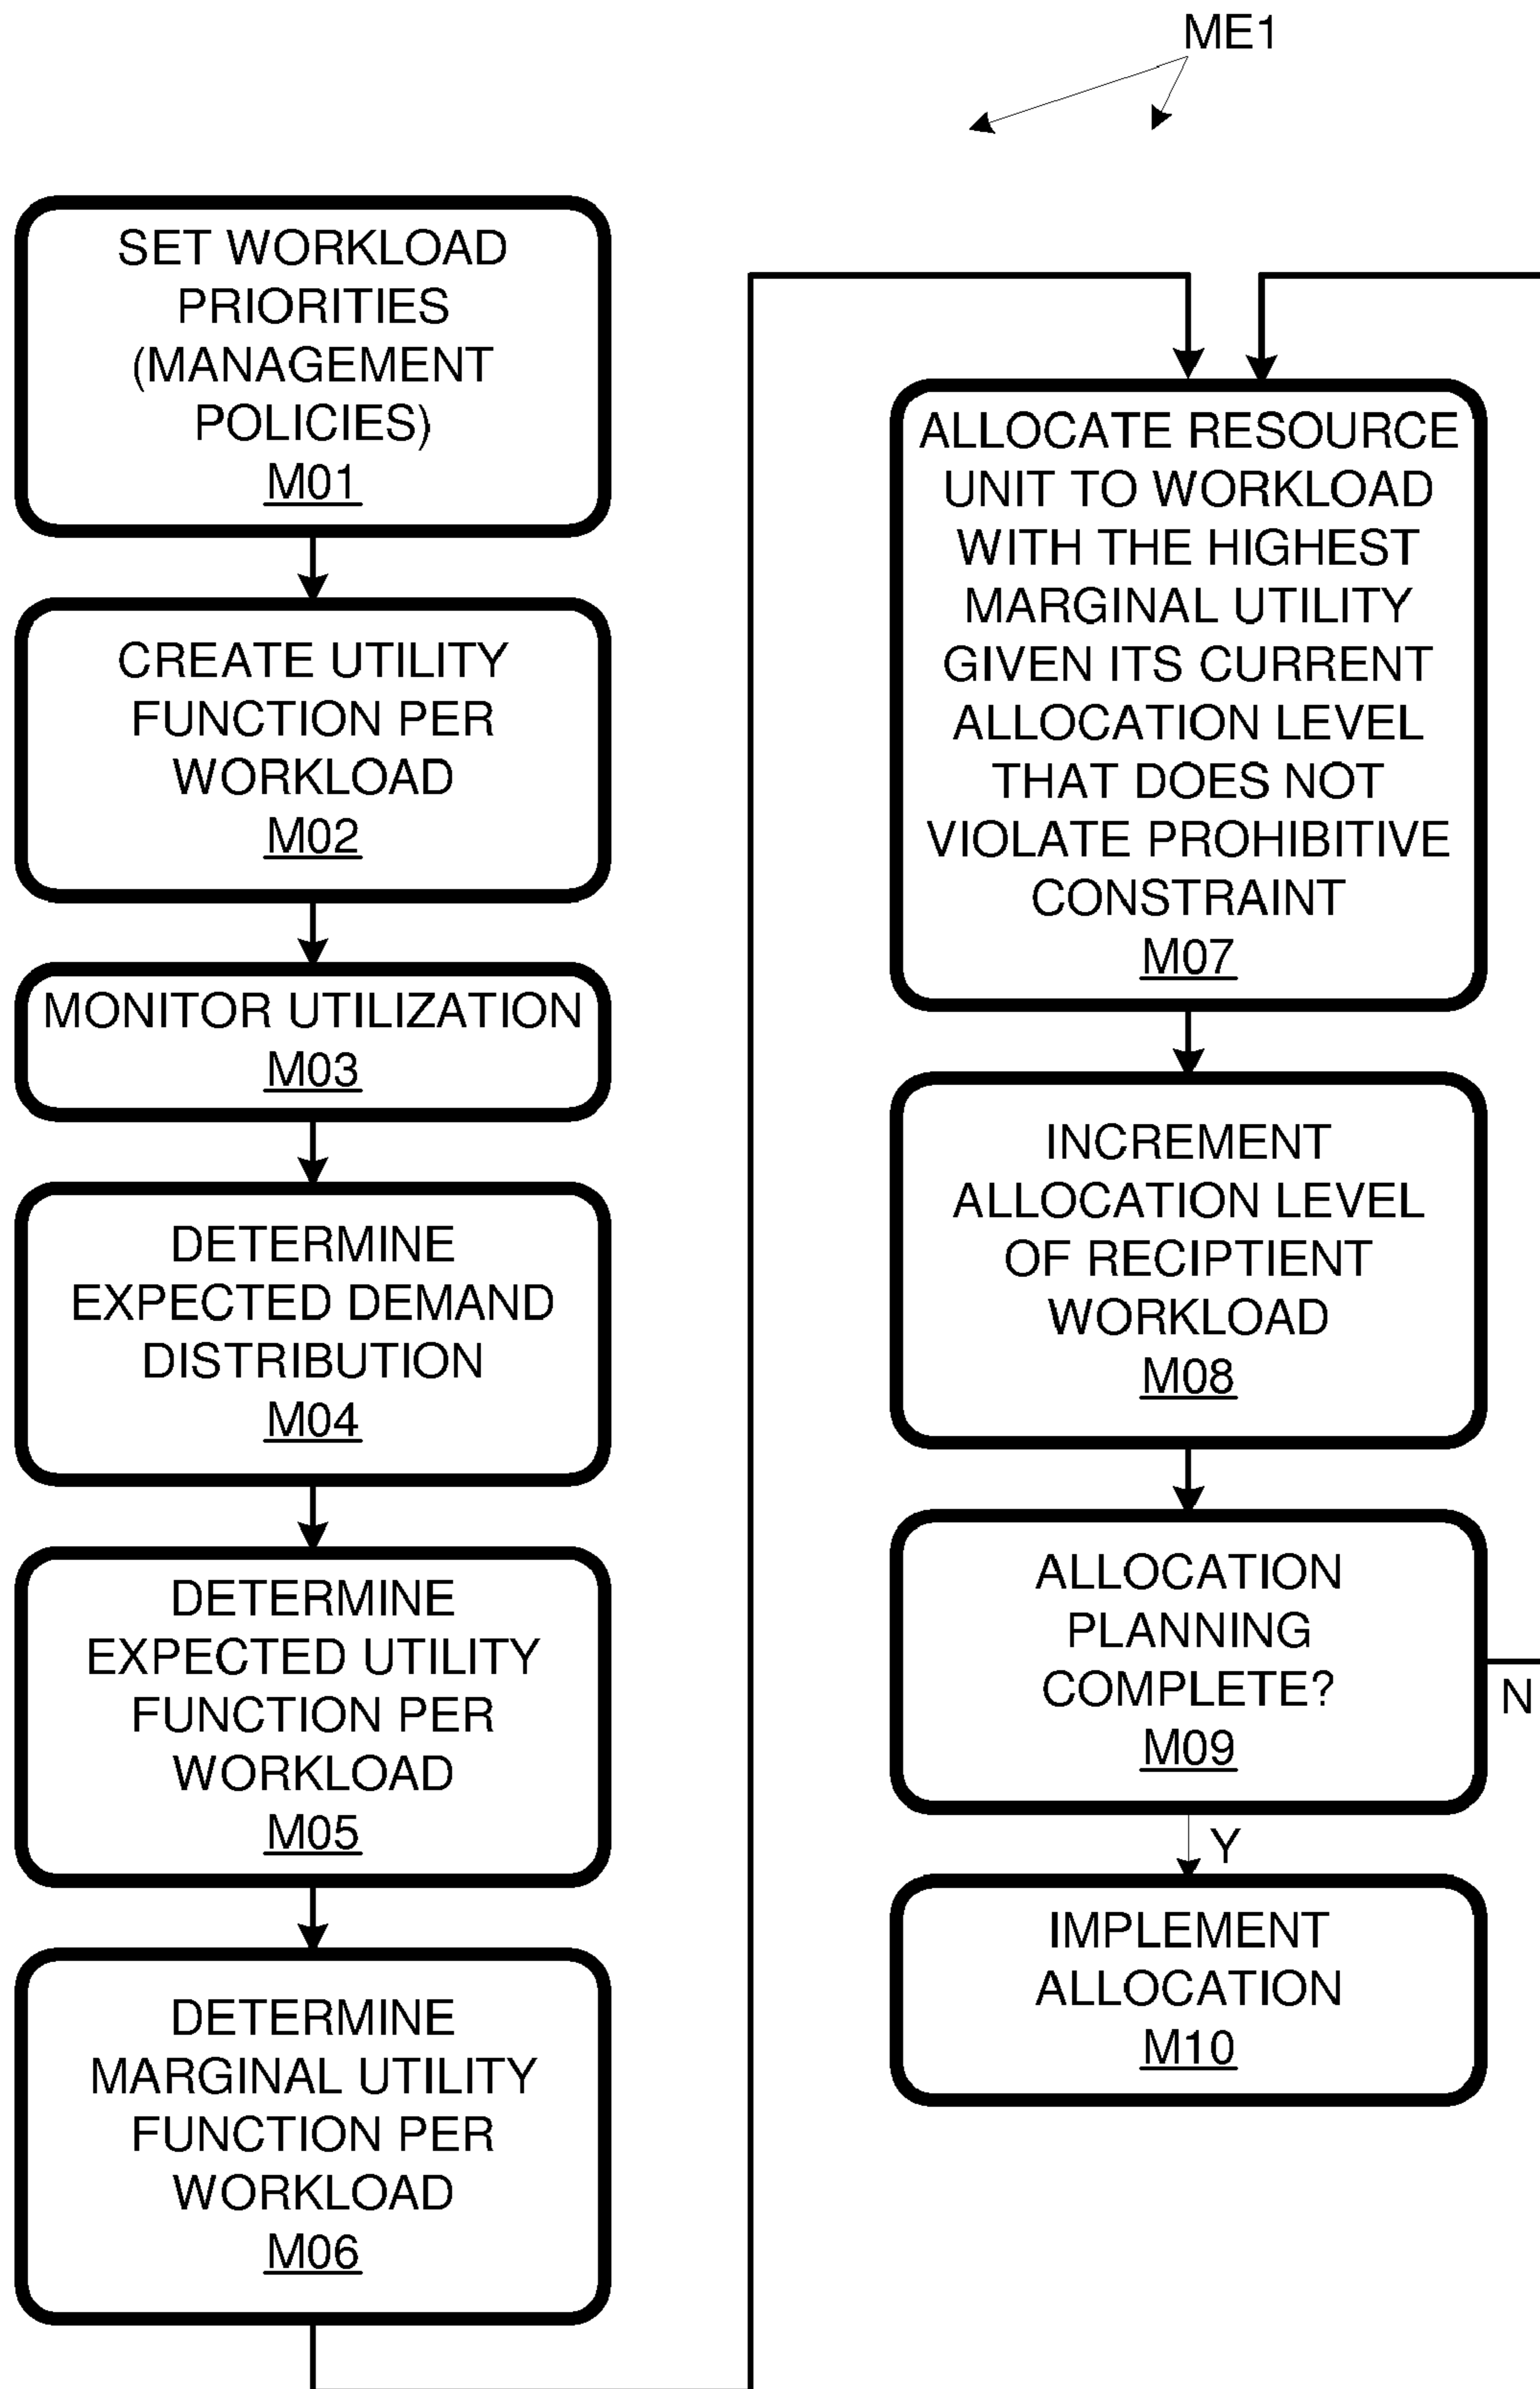 ME1
SET WORKLOAD
PRIORITIES
(MANAGEMENT
POLICIES)
M01
CREATE UTILITY
FUNCTION PER
WORKLOAD
M02
MONITOR UTILIZATION
M03
DETERMINE
EXPECTED DEMAND
DISTRIBUTION
M04
DETERMINE
EXPECTED UTILITY
FUNCTION PER
WORKLOAD
M05
DETERMINE
MARGINAL UTILITY
FUNCTION PER
WORKLOAD
M06
ALLOCATE RESOURCE
UNIT TO WORKLOAD
WITH THE HIGHEST
MARGINAL UTILITY
GIVEN ITS CURRENT
ALLOCATION LEVEL
THAT DOES NOT
VIOLATE PROHIBITIVE
CONSTRAINT
M07
INCREMENT
ALLOCATION LEVEL
OF RECIPTIENT
WORKLOAD
M08
ALLOCATION
PLANNING
COMPLETE?
M09
N
Y
IMPLEMENT
ALLOCATION
M10